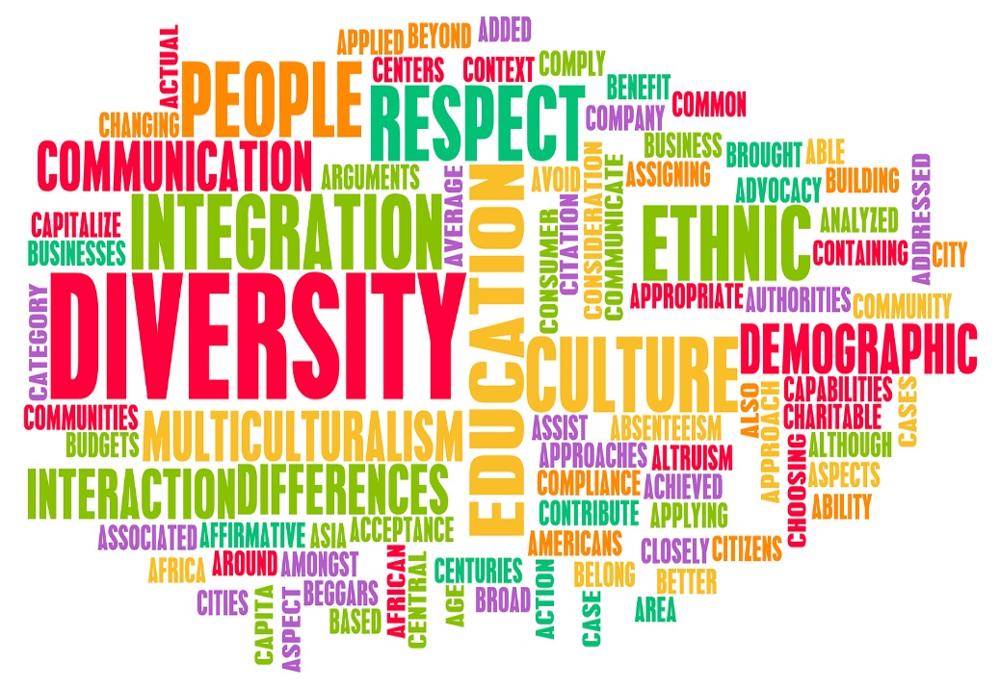 ACTUAL
APPLIED
BEYOND
ADDED
CENTERS
CONTEXT
COMPLY
PEOPLE
RESPECT
BENEFIT
COMMON
CHANGING
COMPANY
COMMUNICATION
ARGUMENTS
AVERAGE
AVOID
CONSIDERATION
COMMUNICATE
BUSINESS
BROUGHT
ABLE
ASSIGNING
ADVOCACY
BUILDING
ADDRESSED
INTEGRATION
EDUCATION
CONSUMER
CITATION
ETHNIC
ANALYZED
CAPITALIZE
BUSINESSES
CONTAINING
CITY
CATEGORY
DIVERSITY
APPROPRIATE
AUTHORITIES
COMMUNITY
CULTURE
DEMOGRAPHIC
COMMUNITIES
BUDGETS
MULTICULTURALISM
ASSIST
ABSENTEEISM
ALSO
APPROACH
CAPABILITIES
CHARITABLE
CASES
CHOOSING
ALTHOUGH
APPROACHES
ALTRUISM
ASPECTS
INTERACTION
DIFFERENCES
COMPLIANCE
ACHIEVED
ABILITY
CONTRIBUTE
APPLYING
ASSOCIATED
AFFIRMATIVE
ASIA
ACCEPTANCE
AMERICANS
CLOSELY
CITIZENS
AFRICA
AROUND
AMONGST
AFRICAN
CENTRAL
CENTURIES
ACTION
BELONG
BETTER
CITIES
CAPITA
ASPECT
BEGGARS
BASED
AGE
BROAD
CASE
AREA